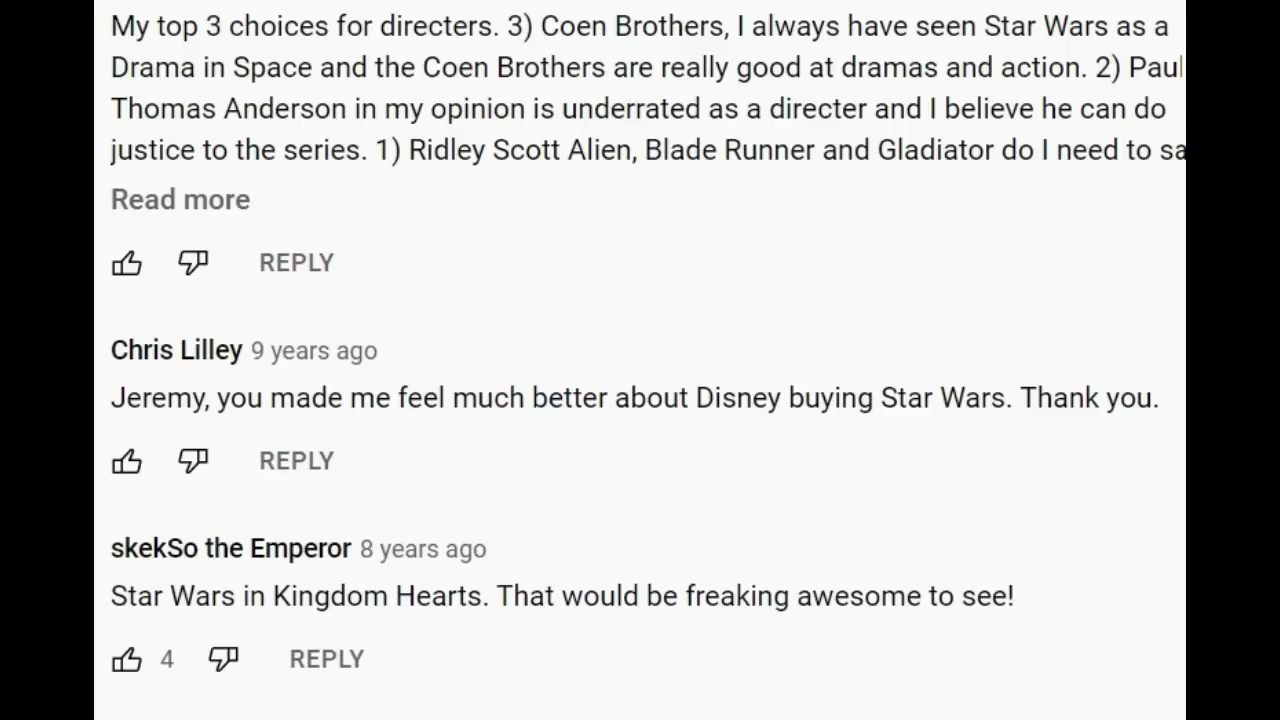 My top 3 choices for directers. 3) Coen Brothers, I always have seen Star Wars as a
Drama in Space and the Coen Brothers are really good at dramas and action. 2) Paul
Thomas Anderson in my opinion is underrated as a directer and I believe he can do
justice to the series. 1) Ridley Scott Alien, Blade Runner and Gladiator do I need to sa
Read more
REPLY
Chris Lilley 9 years ago
Jeremy, you made me feel much better about Disney buying Star Wars. Thank you.
REPLY
skekSo the Emperor 8 years ago
Star Wars in Kingdom Hearts. That would be freaking awesome to see!
4 REPLY